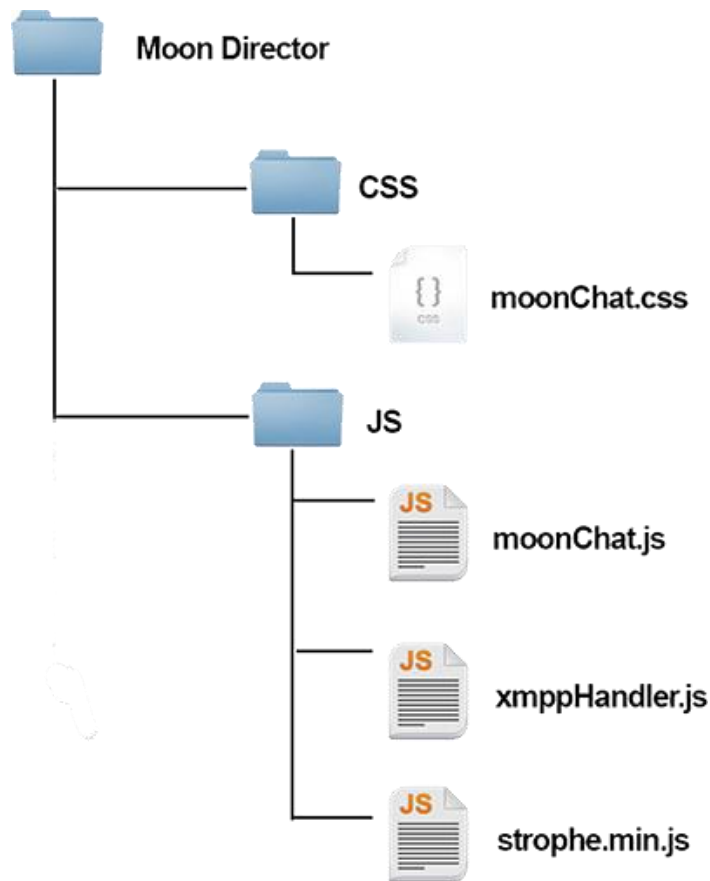 Moon Director
CSS
{ }
CSS
moonChat.css
JS
JS
moonChat.js
JS
xmppHandler.js
JS
strophe.min.js